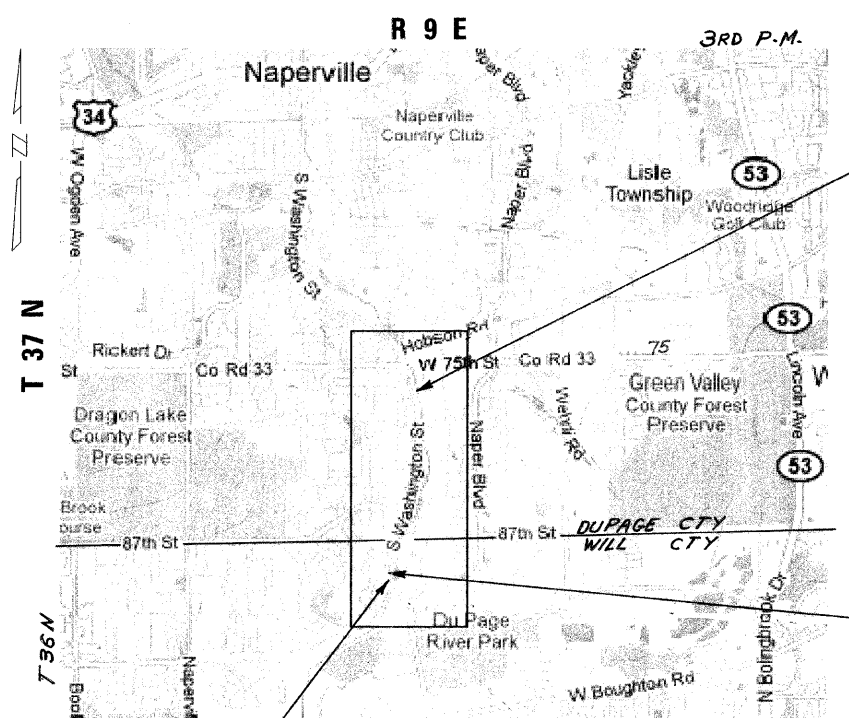 R 9 E
3RD P.M.
Naperville
Naper Blvd
34
Naperville
Country Club
W Ogden Ave
S Washington St
Naper Blvd
Lisle
Township
53
Woodridge
Golf Club
T 37 N
53
Hobson Rd
Rickert Dr
St
Co Rd 33
W 75th St
Co Rd 33
75
Green Valley
County Forest
Preserve
Lincoln Ave
W
Dragon Lake
County Forest
Preserve
S Washington St
Naper Blvd
53
Brook
ourse
87th St
87th St
DUPAGE CTY
WILL CTY
T 36 N
Du Page
River Park
W Boughton Rd
N Bolingbrook Dr